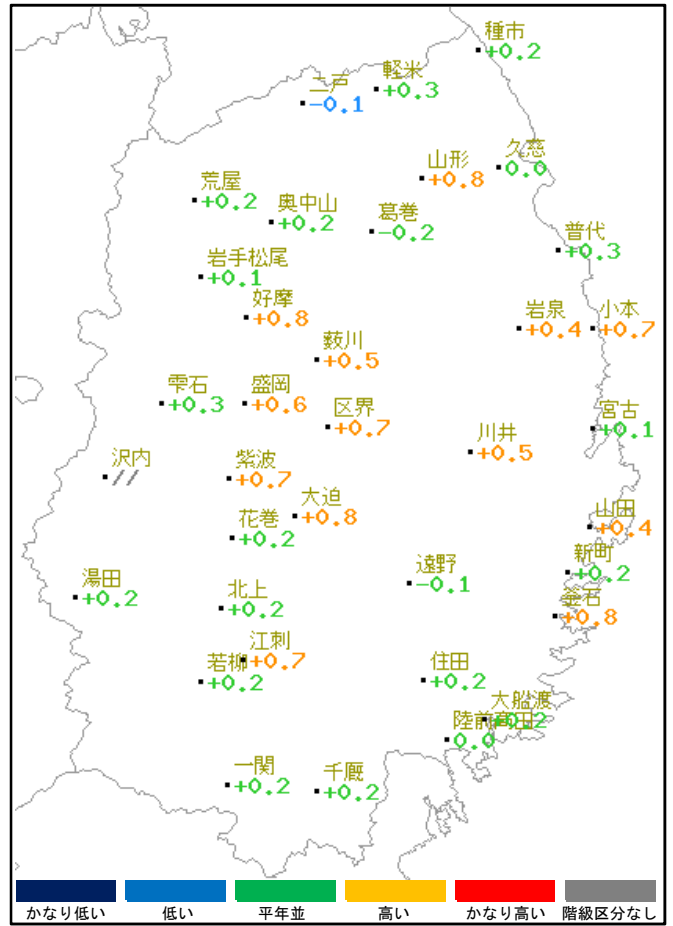 種市
+0.2
軽米
+0.3
二戸
-0.1
久慈
0.0
山形
+0.8
荒屋
+0.2
奥中山
+0.2
葛巻
-0.2
普代
+0.3
岩手松尾
+0.1
好摩
+0.8
岩泉
+0.4
小本
+0.7
薮川
+0.5
雫石
+0.3
盛岡
+0.6
区界
+0.7
宮古
+0.1
川井
+0.5
沢内
//
紫波
+0.7
大迫
+0.8
山田
+0.4
花巻
+0.2
新町
+0.2
遠野
-0.1
湯田
+0.2
北上
+0.2
釜石
+0.8
江刺
+0.7
若柳
+0.2
住田
+0.2
大船渡
+0.2
陸前高田
0.0
一関
+0.2
千厩
+0.2
かなり低い 低い 平年並 高い かなり高い 階級区分なし